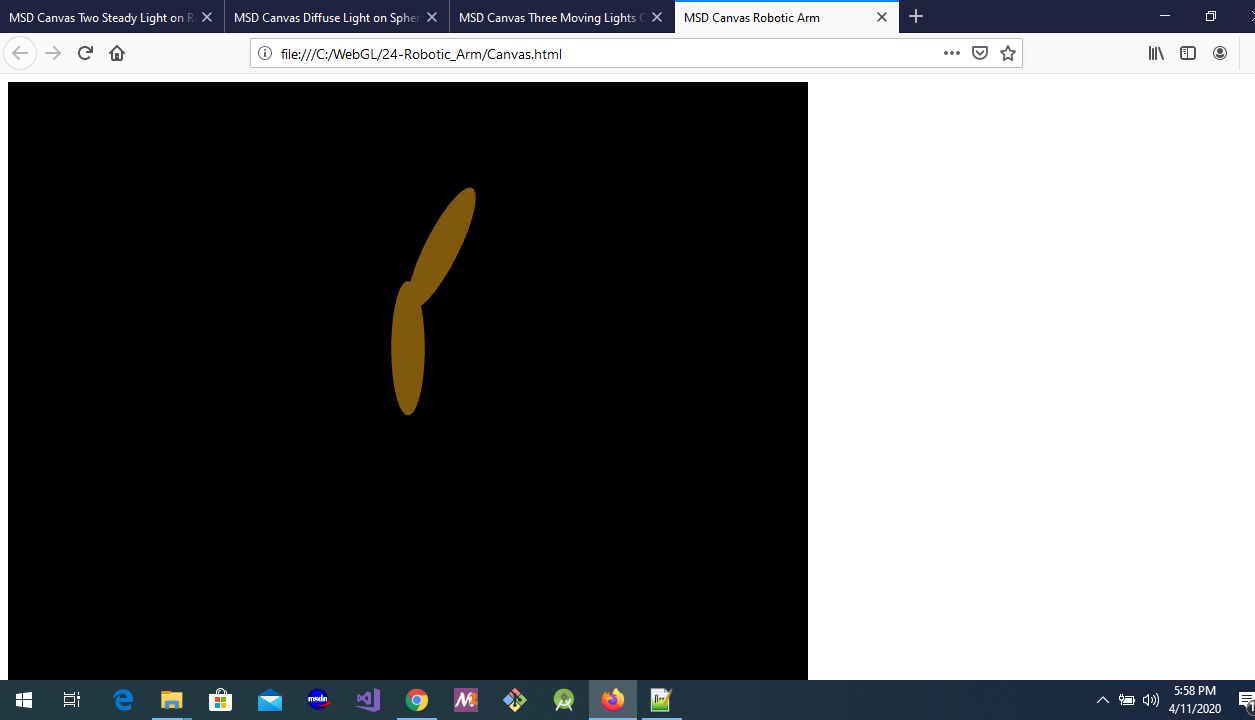 MSD Canvas Two Steady Light on R
MSD Canvas Diffuse Light on Spher
MSD Canvas Three Moving Lights C
MSD Canvas Robotic Arm
file:///C:/WebGL/24-Robotic_Arm/Canvas.html
msdn
5:58 PM
4/11/2020